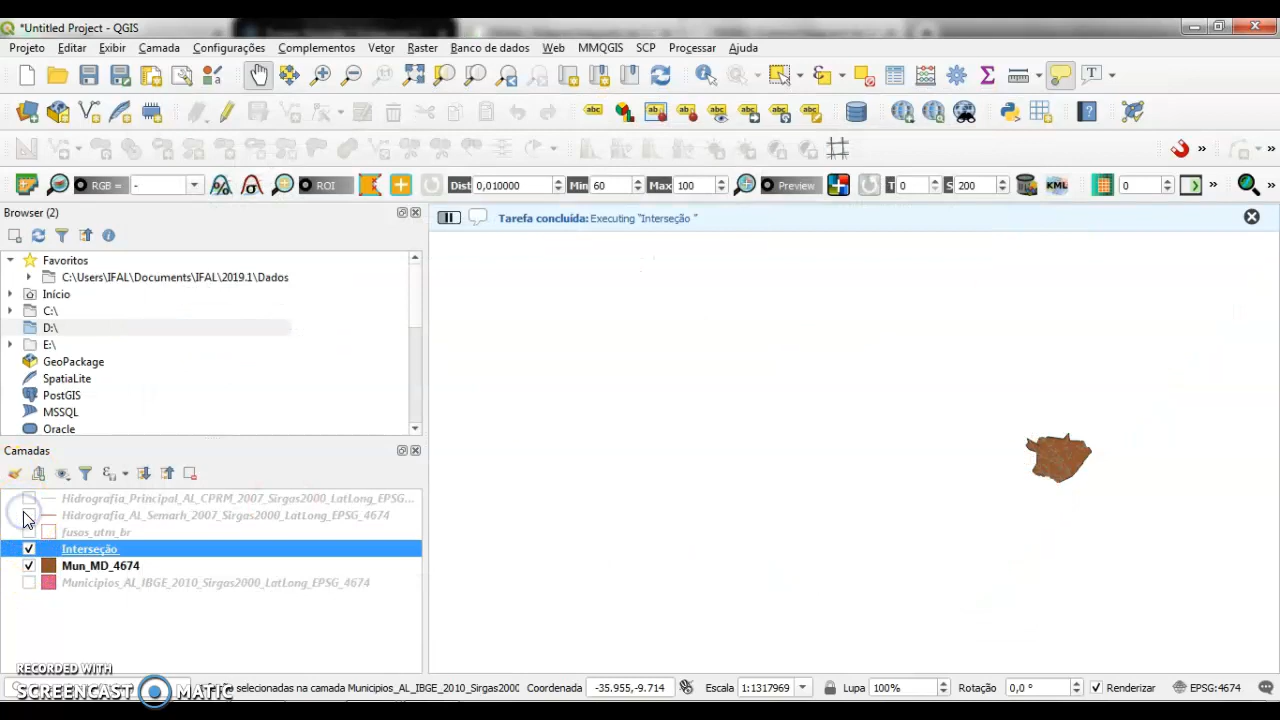 *Untitled Project - QGIS
Projeto Editar Exibir Camada Configurações Complementos Vetor Raster Banco de dados Web MMQGIS SCP Processar Ajuda
RGB = - ROI Dist 0,010000 Min 60 Max 100 Preview T 0 S 200 KML 0
Browser (2)
Tarefa concluída: Executing "Interseção "
Favoritos
C:\Users\IFAL\Documents\IFAL\2019.1\Dados
Início
C:\
D:\
E:\
GeoPackage
SpatiaLite
PostGIS
MSSQL
Oracle
Camadas
Hidrografia_Principal_AL_CPRM_2007_Sirgas2000_LatLong_EPSG...
Hidrografia_AL_Semarh_2007_Sirgas2000_LatLong_EPSG_4674
fusos_utm_br
Interseção
Mun_MD_4674
Municipios_AL_IBGE_2010_Sirgas2000_LatLong_EPSG_4674
RECORDED WITH
SCREENCAST MATIC
selecionadas na camada Municipios_AL_IBGE_2010_Sirgas2000 Coordenada -35.955,-9.714 Escala 1:1317969 Lupa 100% Rotação 0,0 ° Renderizar EPSG:4674